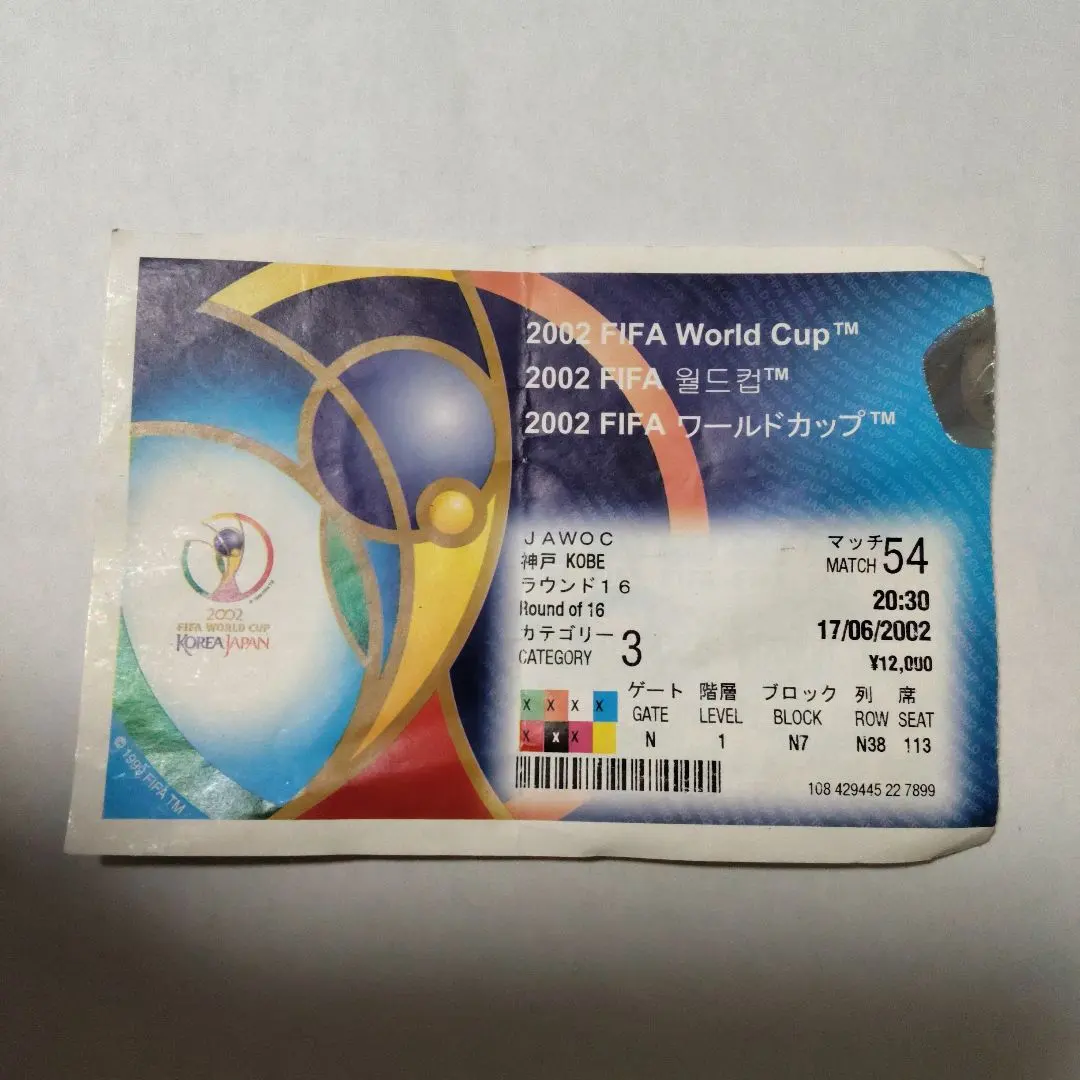 2002 FIFA World Cup™
2002 FIFA 월드컵™
2002 FIFA ワールドカップ™
JAWOC
神戸 KOBE
ラウンド16
Round of 16
カテゴリー 3
CATEGORY
マッチ 54
MATCH
20:30
17/06/2002
¥12,000
ゲート 階層 ブロック 列 席
GATE LEVEL BLOCK ROW SEAT
N 1 N7 N38 113
X X X X
X X X
108 429445 22 7899
2002
FIFA WORLD CUP
KOREA JAPAN
FIFA TM